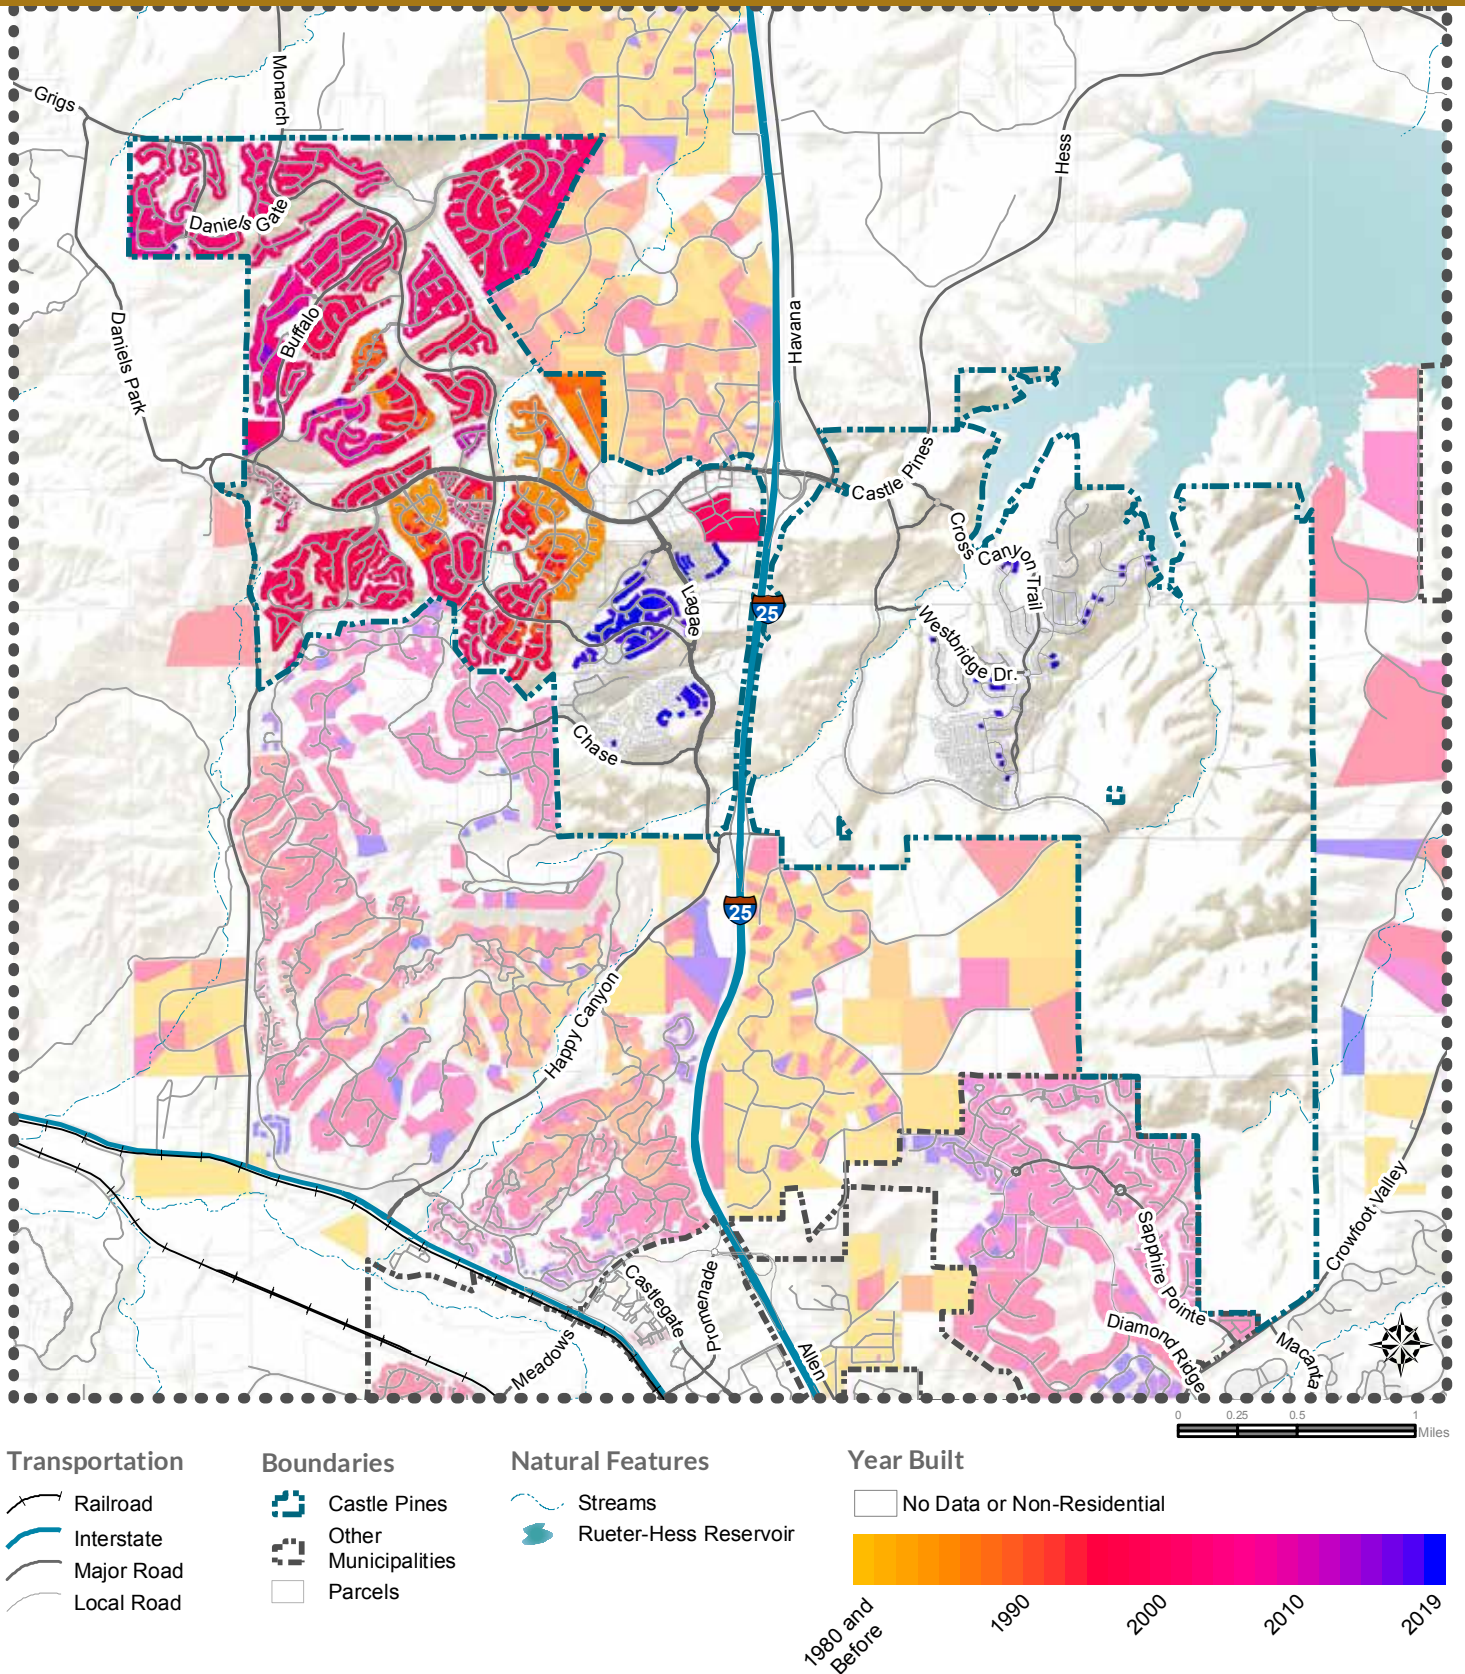 Grigs
Monarch
Daniels Gate
Daniels Park
Buffalo
Havana
Hess
Castle Pines
Cross Canyon Trail
Lagae
25
Westbridge Dr.
Chase
25
Happy Canyon
Sapphire Pointe
Crowfoot Valley
Castlegate
Promenade
Meadows
Allen
Diamond Ridge
Macanta
0 0.25 0.5 1
Miles
Transportation
Railroad
Interstate
Major Road
Local Road
Boundaries
Castle Pines
Other
Municipalities
Parcels
Natural Features
Streams
Rueter-Hess Reservoir
Year Built
No Data or Non-Residential
1980 and
Before
1990
2000
2010
2019